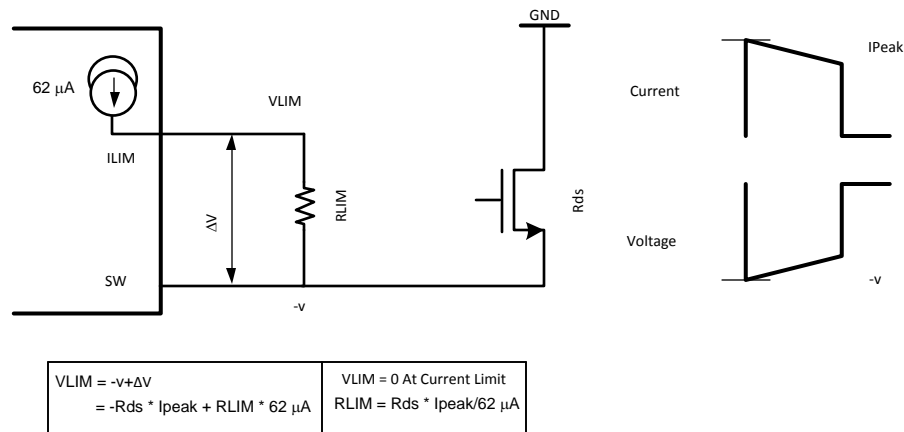 GND
IPeak
62 μA
VLIM
Current
ILIM
ΔV
RLIM
Rds
Voltage
SW
-v
-v
VLIM = -v+ΔV
= -Rds * Ipeak + RLIM * 62 μA
VLIM = 0 At Current Limit
RLIM = Rds * Ipeak/62 μA